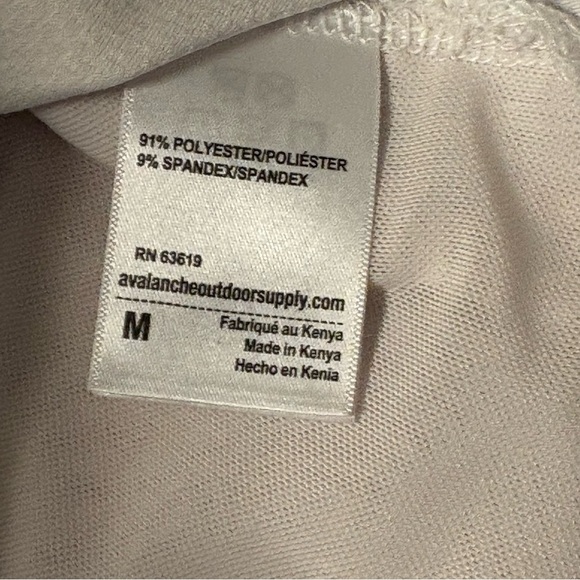 91% POLYESTER/POLIÉSTER
9% SPANDEX/SPANDEX
RN 63619
avalancheoutdoorsupply.com
M
Fabriqué au Kenya
Made in Kenya
Hecho en Kenia